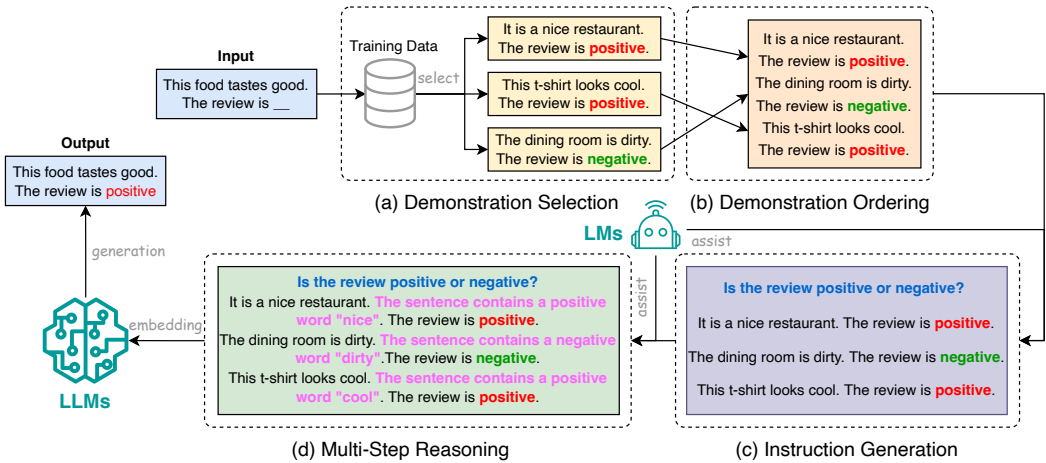 Input
This food tastes good.
The review is __
Training Data
select
It is a nice restaurant.
The review is positive.
This t-shirt looks cool.
The review is positive.
The dining room is dirty.
The review is negative.
(a) Demonstration Selection
It is a nice restaurant.
The review is positive.
The dining room is dirty.
The review is negative.
This t-shirt looks cool.
The review is positive.
(b) Demonstration Ordering
Output
This food tastes good.
The review is positive
generation
LLMs
embedding
LMs
assist
assist
Is the review positive or negative?
It is a nice restaurant. The sentence contains a positive
word "nice". The review is positive.
The dining room is dirty. The sentence contains a negative
word "dirty".The review is negative.
This t-shirt looks cool. The sentence contains a positive
word "cool". The review is positive.
(d) Multi-Step Reasoning
Is the review positive or negative?
It is a nice restaurant. The review is positive.
The dining room is dirty. The review is negative.
This t-shirt looks cool. The review is positive.
(c) Instruction Generation